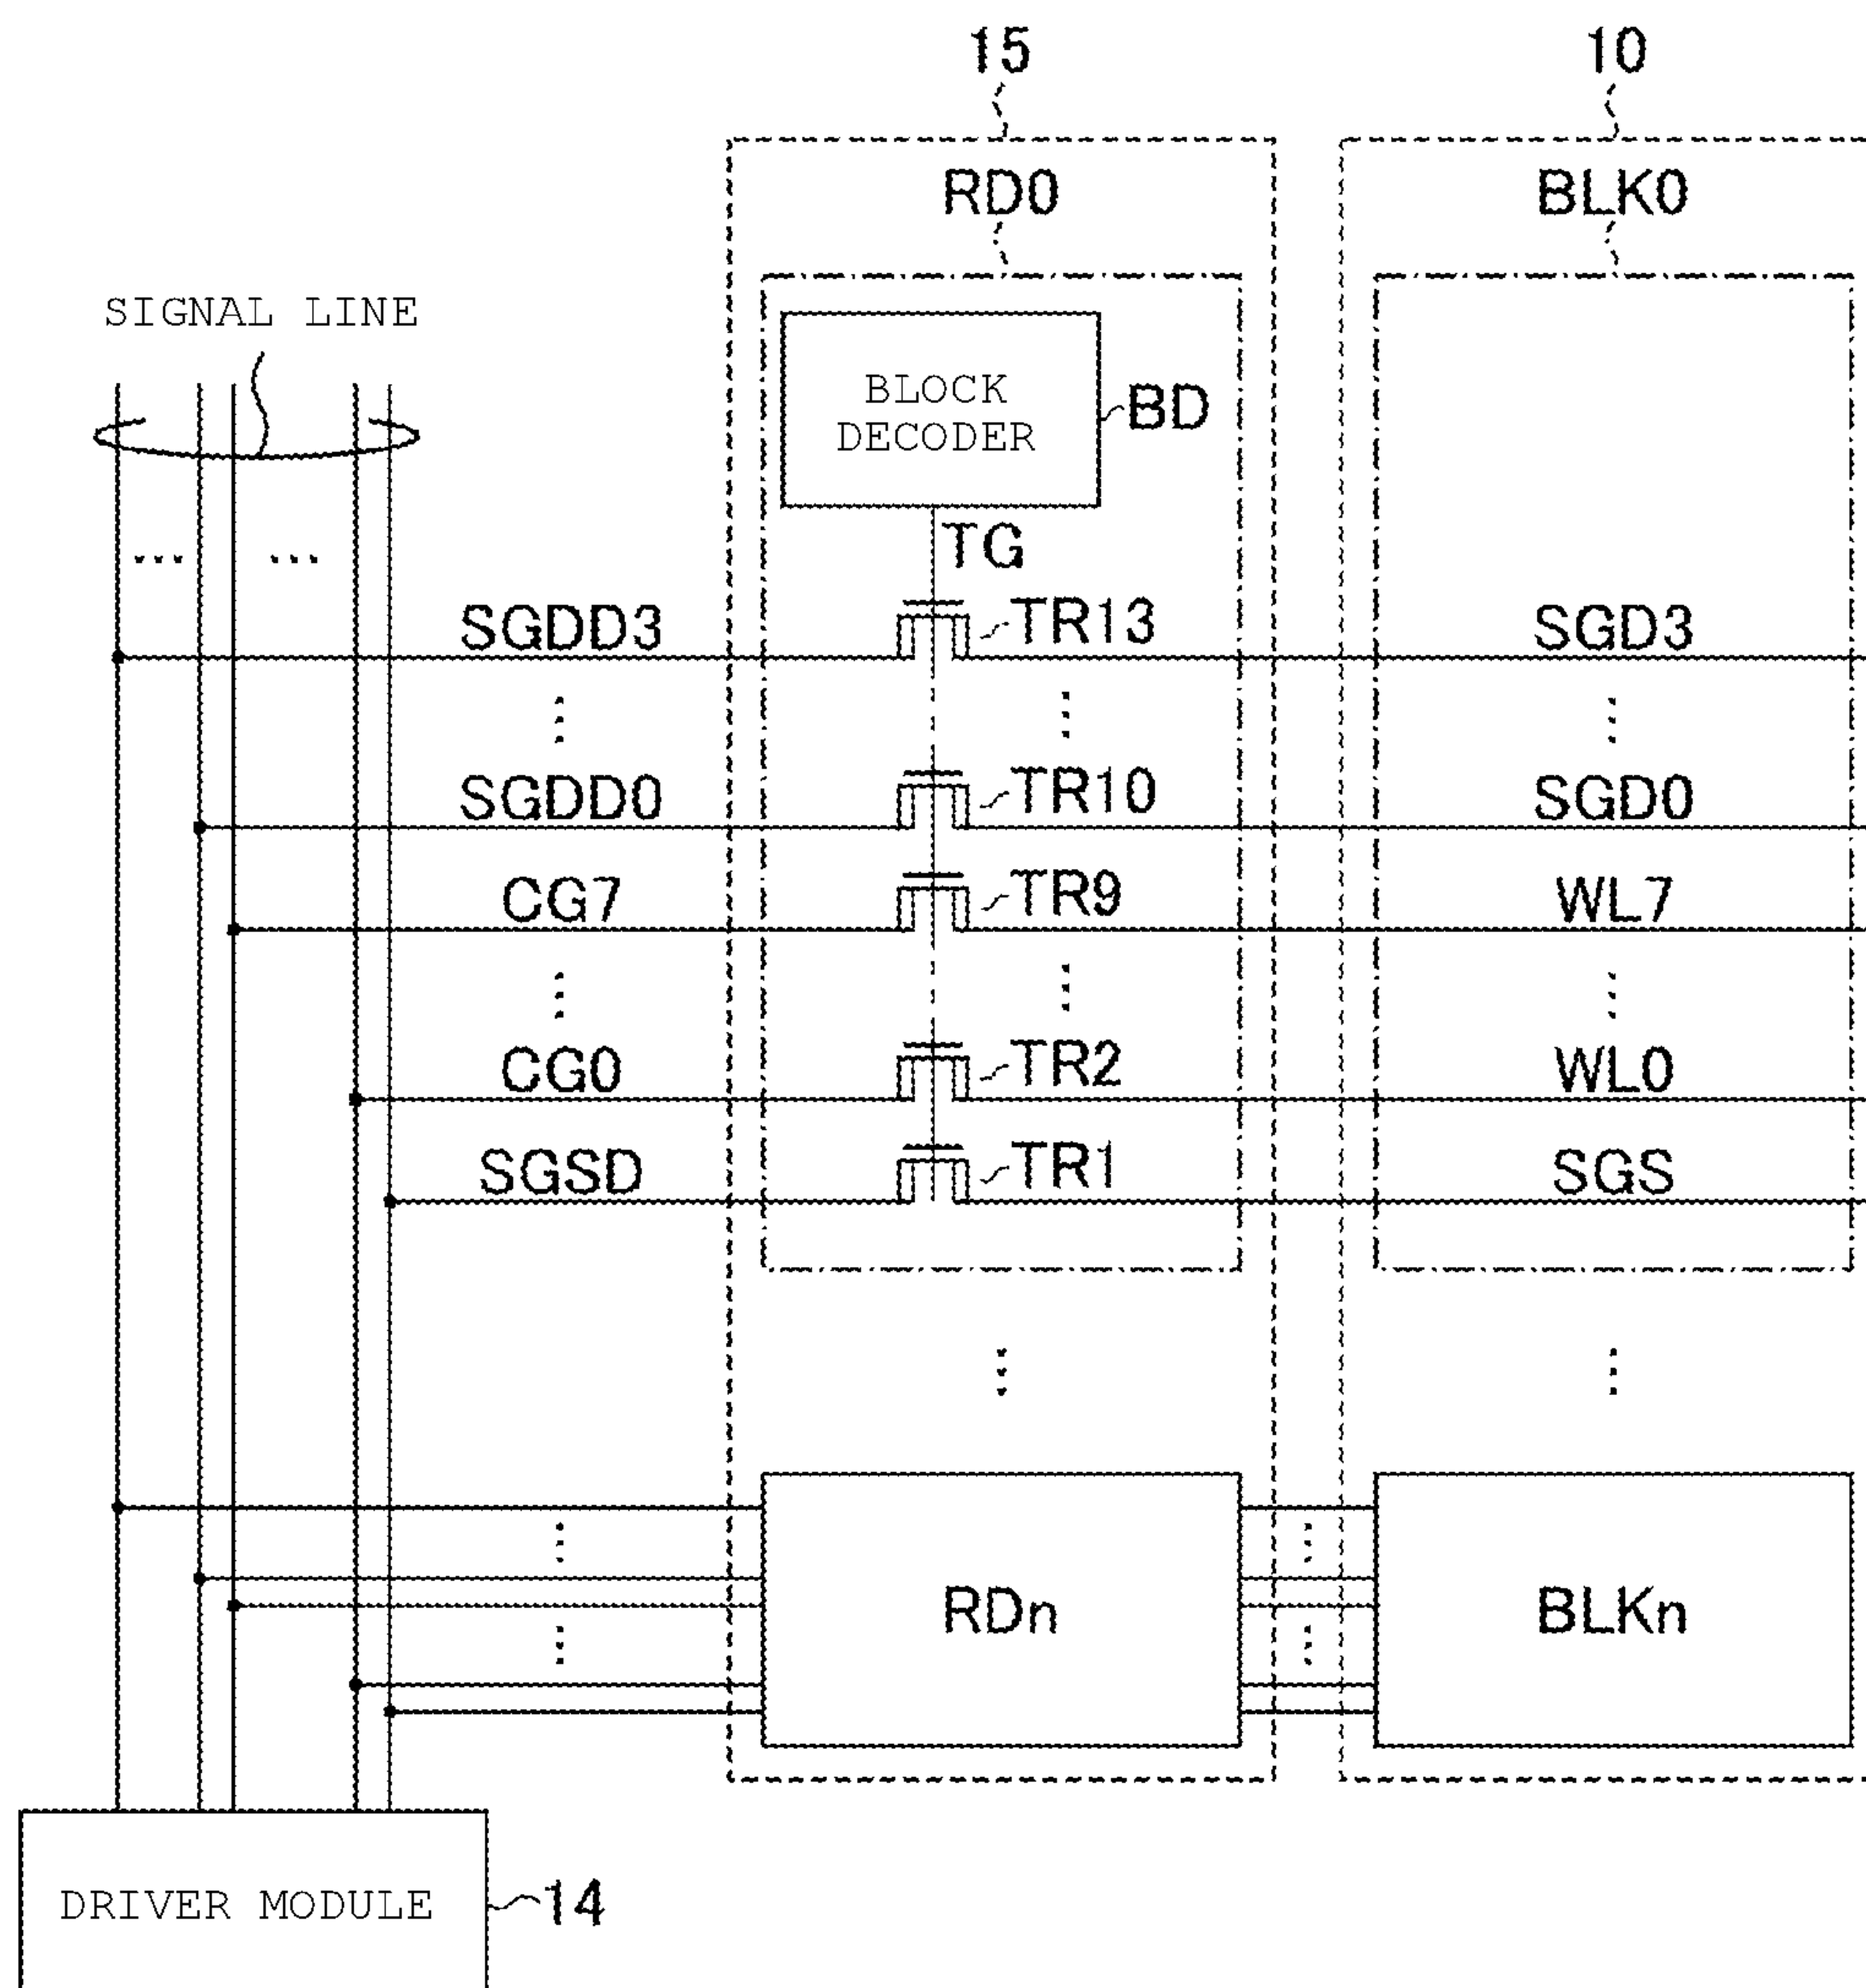 15 10
RD0 BLK0
SIGNAL LINE
BLOCK
DECODER
BD
... ...
TG
SGDD3 TR13 SGD3
⋮ ⋮ ⋮
SGDD0 TR10 SGD0
CG7 TR9 WL7
⋮ ⋮ ⋮
CG0 TR2 WL0
SGSD TR1 SGS
⋮ ⋮
⋮ ⋮
RDn BLKn
⋮ ⋮
DRIVER MODULE 14